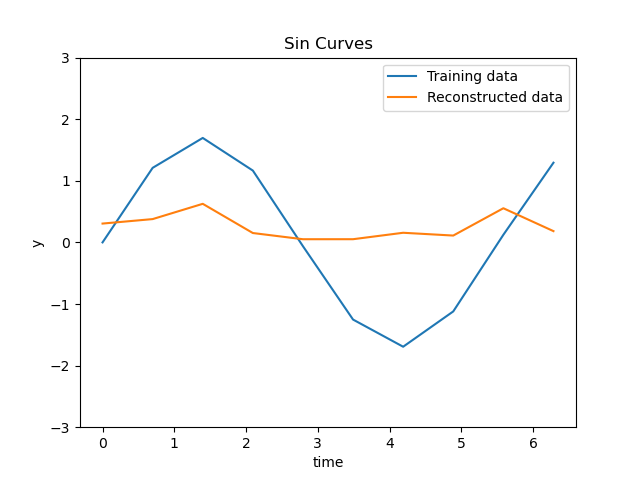 Sin Curves
Training data
Reconstructed data
3
2
1
0
−1
−2
−3
y
0 1 2 3 4 5 6
time